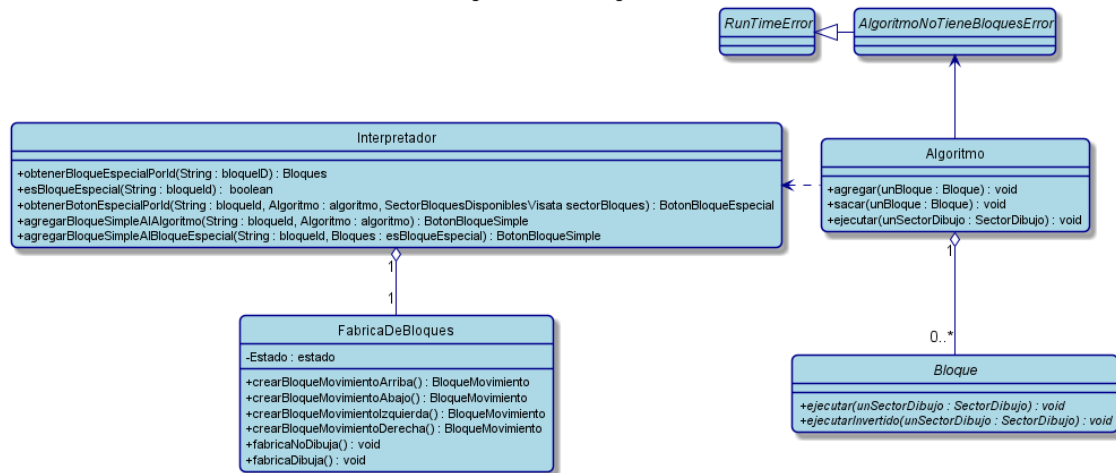 RunTimeError
AlgoritmoNoTieneBloquesError
Interpretador
+obtenerBloqueEspecialPorId(String : bloqueID) : Bloques
+esBloqueEspecial(String : bloqueId) : boolean
+obtenerBotonEspecialPorId(String : bloqueId, Algoritmo : algoritmo, SectorBloquesDisponiblesVisata sectorBloques) : BotonBloqueEspecial
+agregarBloqueSimpleAlAlgoritmo(String : bloqueId, Algoritmo : algoritmo) : BotonBloqueSimple
+agregarBloqueSimpleAlBloqueEspecial(String : bloqueId, Bloques : esBloqueEspecial) : BotonBloqueSimple
Algoritmo
+agregar(unBloque : Bloque) : void
+sacar(unBloque : Bloque) : void
+ejecutar(unSectorDibujo : SectorDibujo) : void
1
1
1
0..*
FabricaDeBloques
-Estado : estado
+crearBloqueMovimientoArriba() : BloqueMovimiento
+crearBloqueMovimientoAbajo() : BloqueMovimiento
+crearBloqueMovimientoIzquierda() : BloqueMovimiento
+crearBloqueMovimientoDerecha() : BloqueMovimiento
+fabricaNoDibuja() : void
+fabricaDibuja() : void
Bloque
+ejecutar(unSectorDibujo : SectorDibujo) : void
+ejecutarInvertido(unSectorDibujo : SectorDibujo) : void